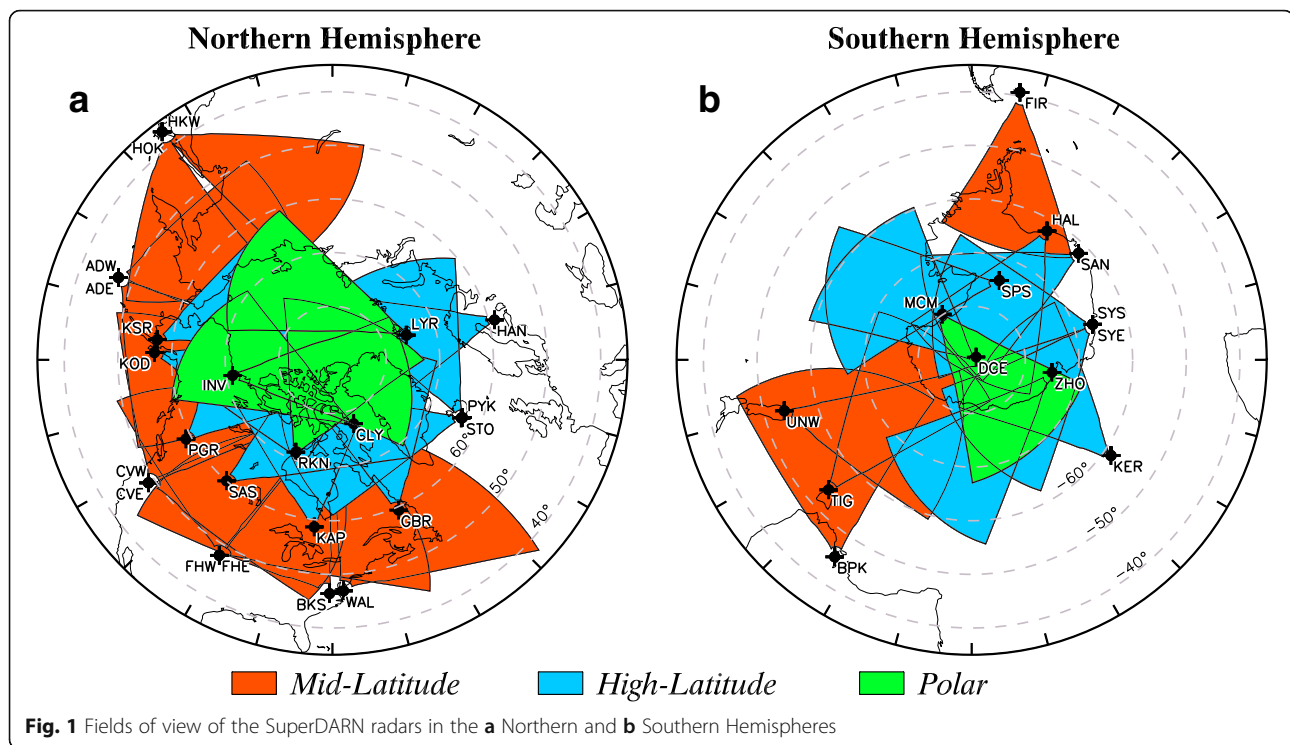 Northern Hemisphere
Southern Hemisphere
a
b
HKW
HOK
FIR
ADW
ADE
HAL
SAN
KSR
KOD
LYR
HAN
MCM
SPS
SYS
SYE
INV
DCE
ZHO
PYK
STO
CLY
UNW
PGR
RKN
60°
KER
CVW
CVE
SAS
50°
-60°
GBR
40°
TIG
-50°
KAP
FHW FHE
BPK
-40°
BKS
WAL
Mid-Latitude
High-Latitude
Polar
Fig. 1 Fields of view of the SuperDARN radars in the a Northern and b Southern Hemispheres